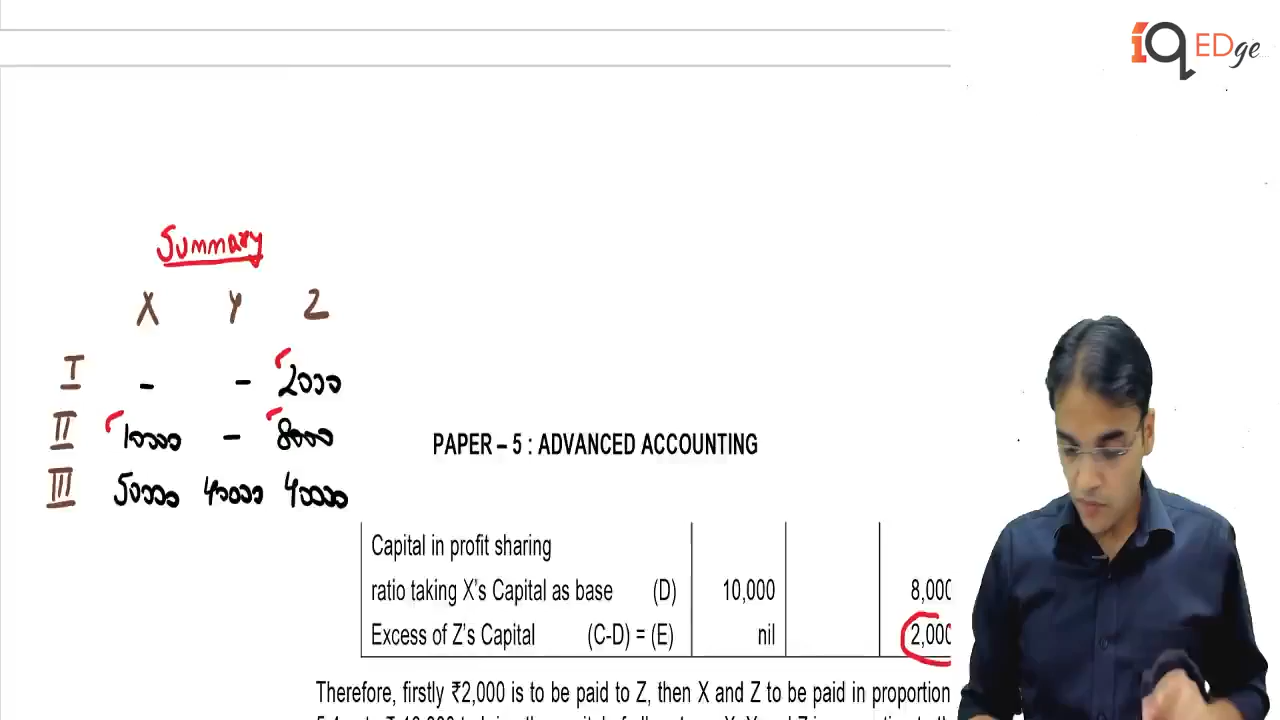 iQ EDge
Summary
X Y Z
I - - 2000
II 10000 - 8000
III 50000 40000 40000
PAPER – 5 : ADVANCED ACCOUNTING
Capital in profit sharing
ratio taking X's Capital as base (D) 10,000 8,000
Excess of Z's Capital (C-D) = (E) nil 2,000
Therefore, firstly ₹2,000 is to be paid to Z, then X and Z to be paid in proportion